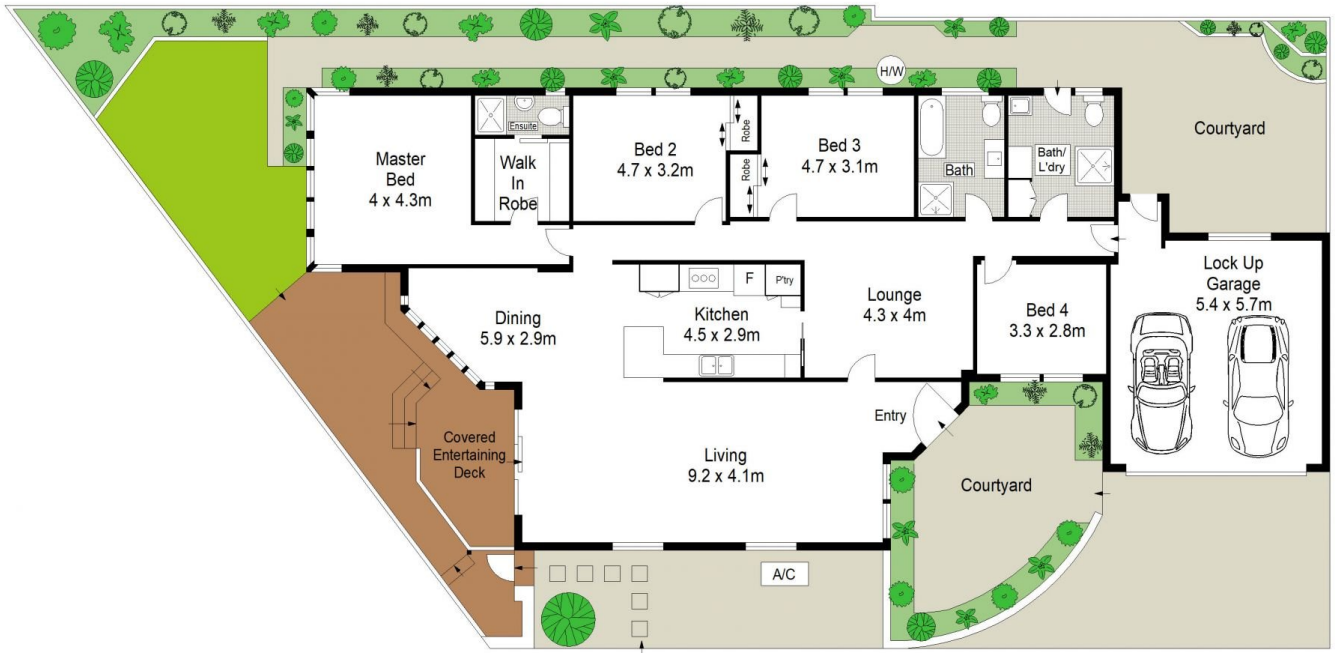 H/W
Courtyard
Ensuite
Master
Bed
4 x 4.3m
Walk
In
Robe
Bed 2
4.7 x 3.2m
Robe
Robe
Bed 3
4.7 x 3.1m
Bath
Bath/
L'dry
Lock Up
Garage
5.4 x 5.7m
Dining
5.9 x 2.9m
F
P'try
Kitchen
4.5 x 2.9m
Lounge
4.3 x 4m
Bed 4
3.3 x 2.8m
Covered
Entertaining
Deck
Living
9.2 x 4.1m
Entry
Courtyard
A/C